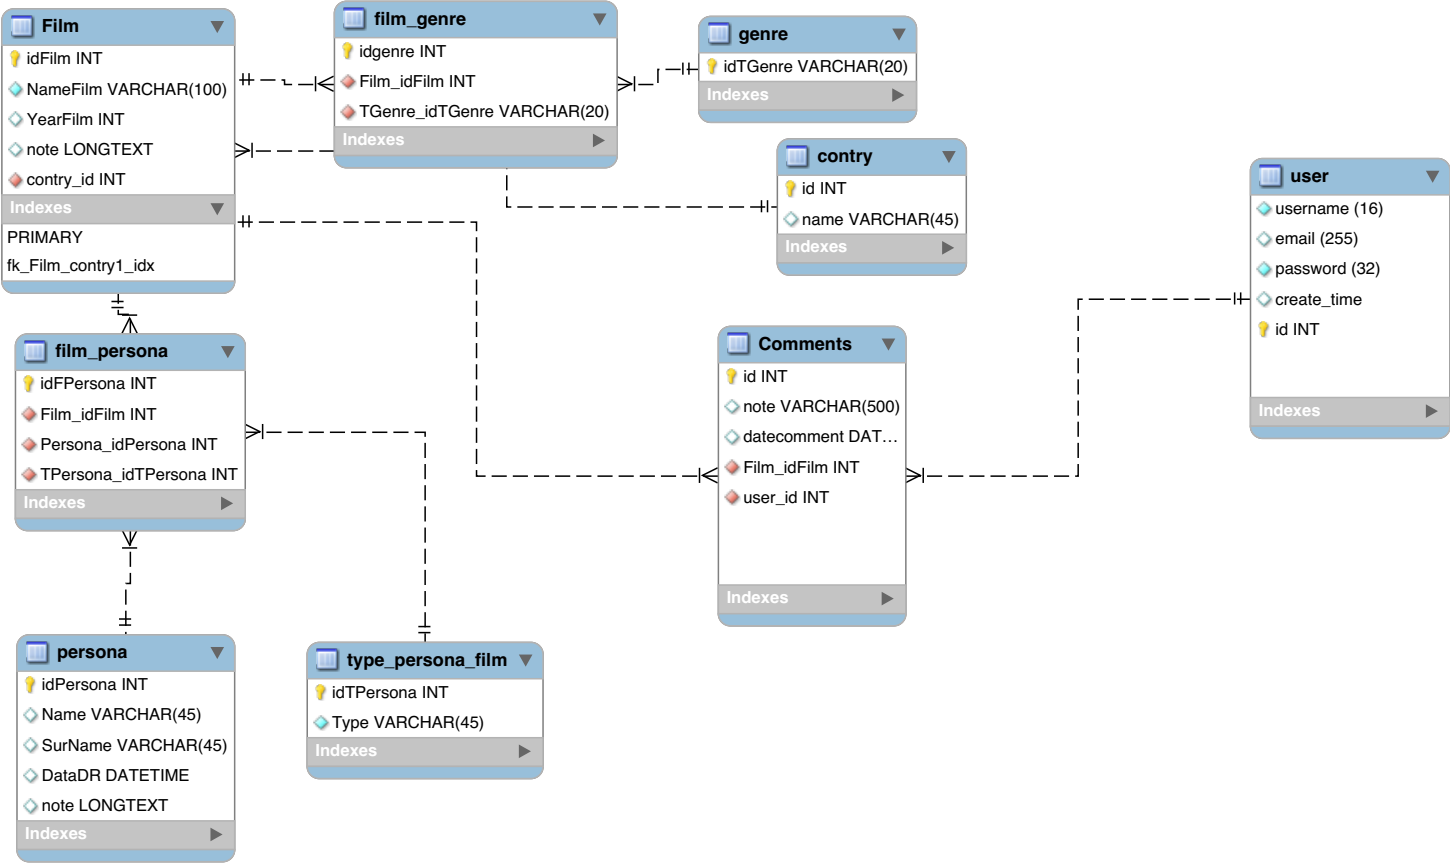 Film
idFilm INT
NameFilm VARCHAR(100)
YearFilm INT
note LONGTEXT
contry_id INT
Indexes
PRIMARY
fk_Film_contry1_idx
film_genre
idgenre INT
Film_idFilm INT
TGenre_idTGenre VARCHAR(20)
Indexes
genre
idTGenre VARCHAR(20)
Indexes
contry
id INT
name VARCHAR(45)
Indexes
user
username (16)
email (255)
password (32)
create_time
id INT
Indexes
film_persona
idFPersona INT
Film_idFilm INT
Persona_idPersona INT
TPersona_idTPersona INT
Indexes
Comments
id INT
note VARCHAR(500)
datecomment DAT...
Film_idFilm INT
user_id INT
Indexes
persona
idPersona INT
Name VARCHAR(45)
SurName VARCHAR(45)
DataDR DATETIME
note LONGTEXT
Indexes
type_persona_film
idTPersona INT
Type VARCHAR(45)
Indexes